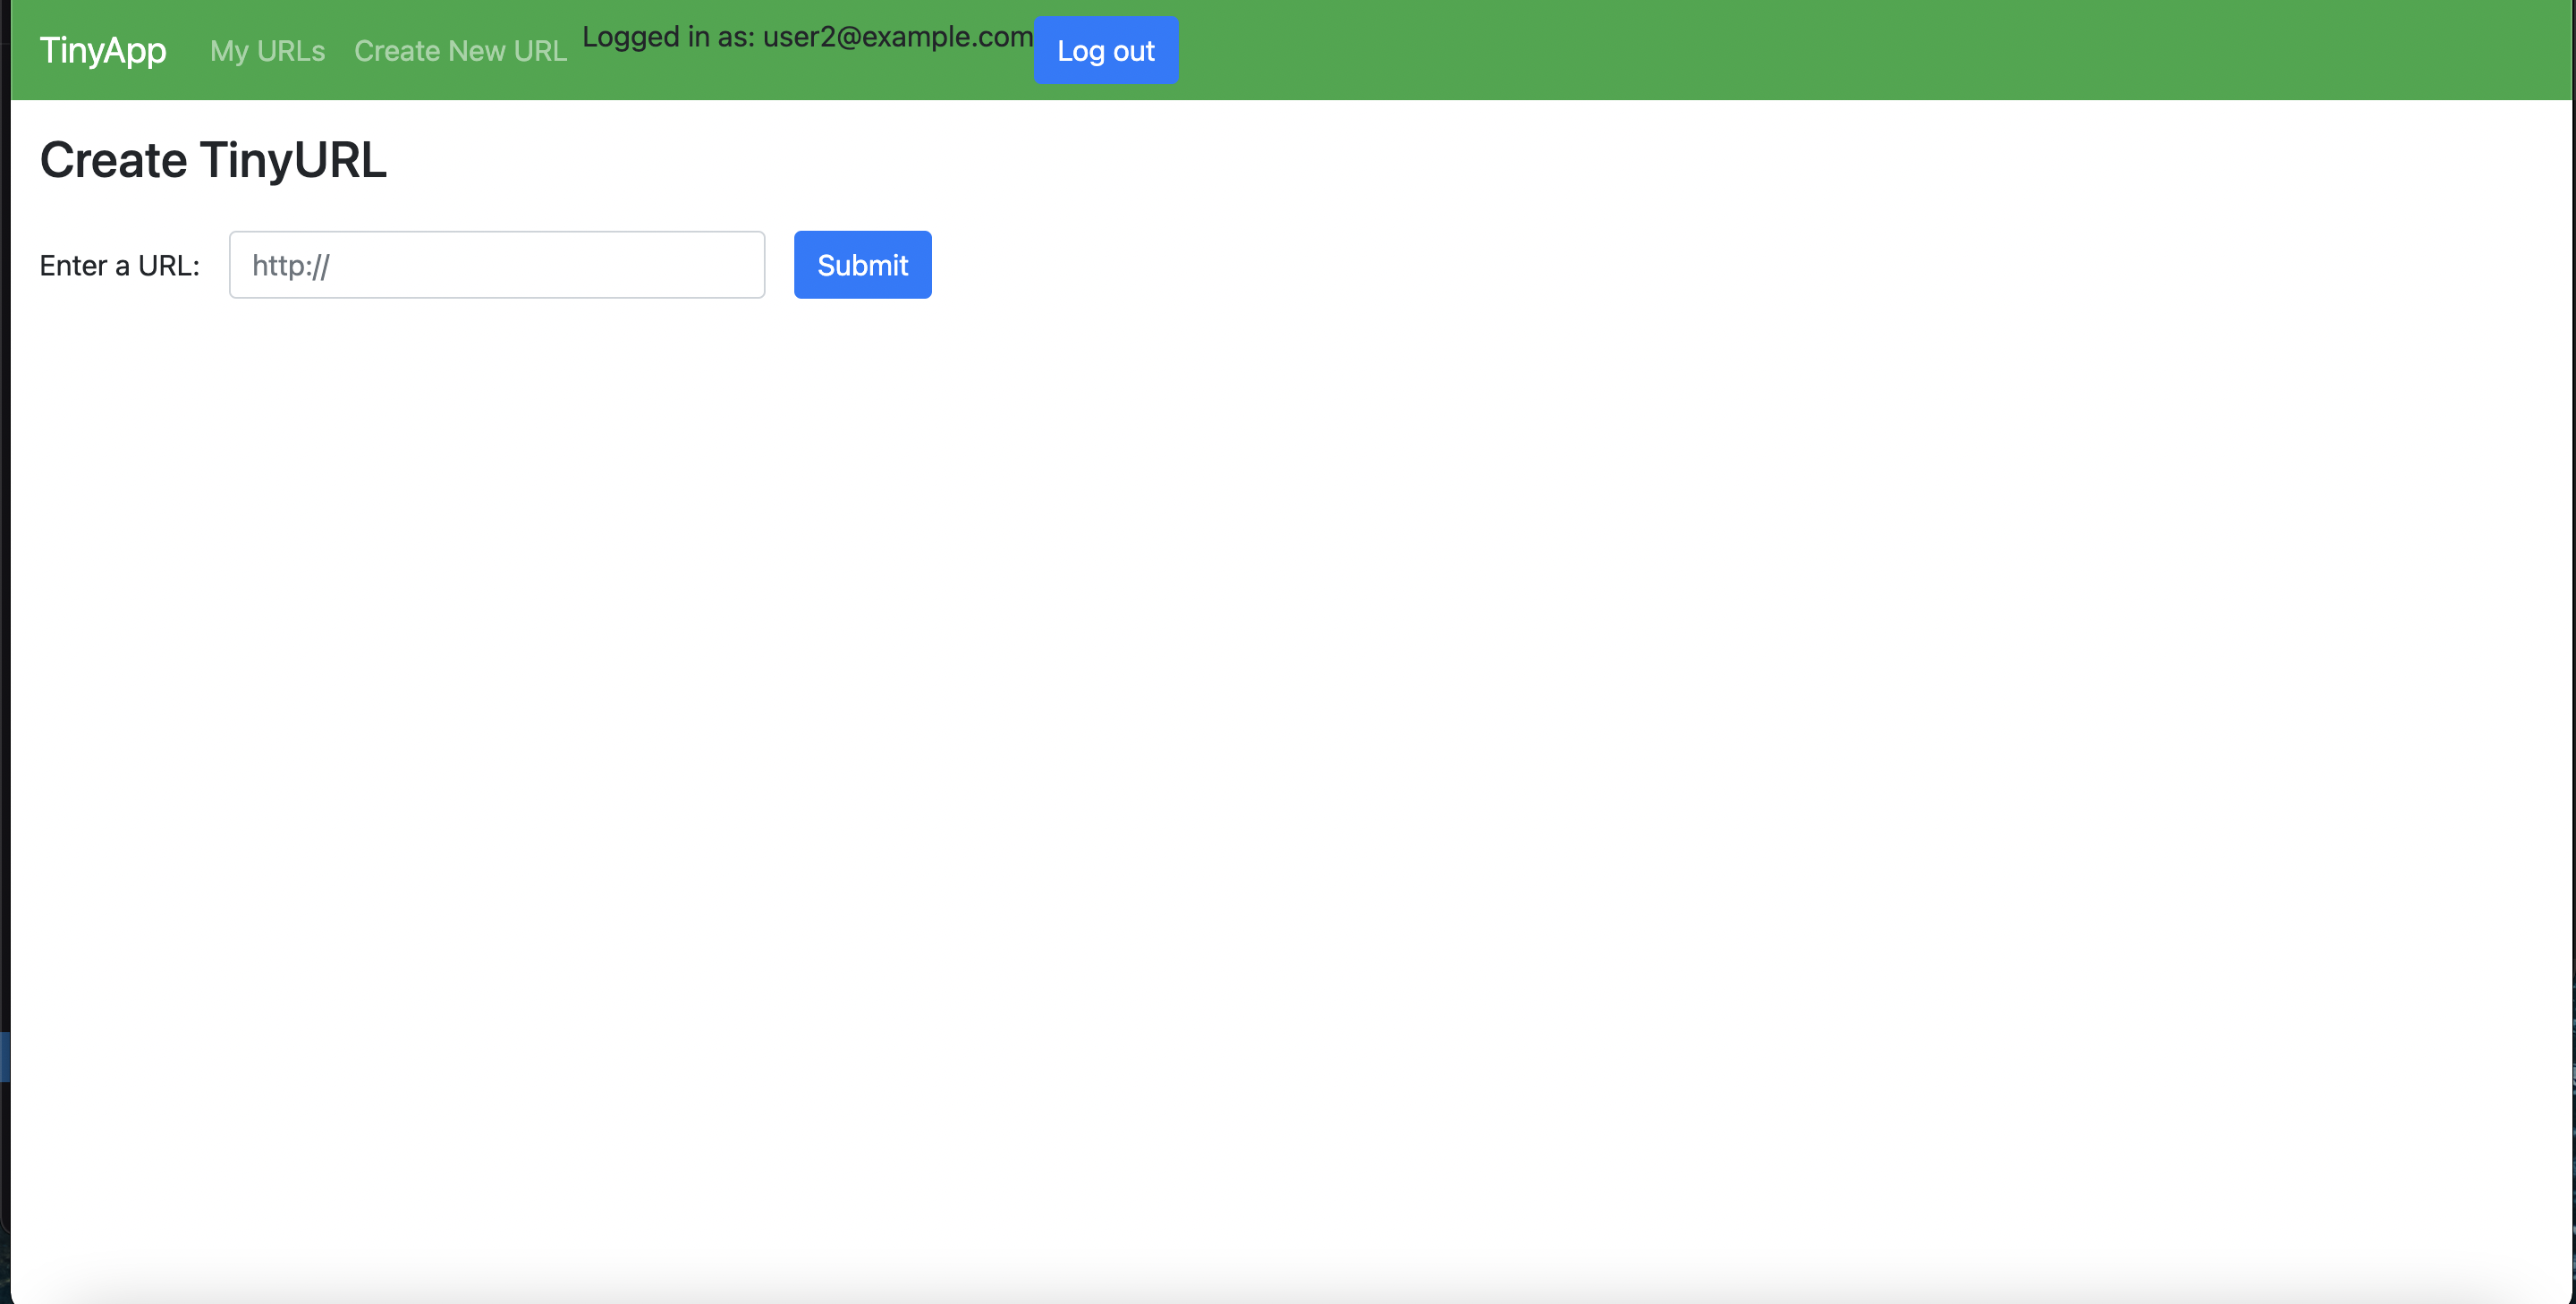 TinyApp My URLs Create New URL Logged in as: user2@example.com Log out
Create TinyURL
Enter a URL: http:// Submit